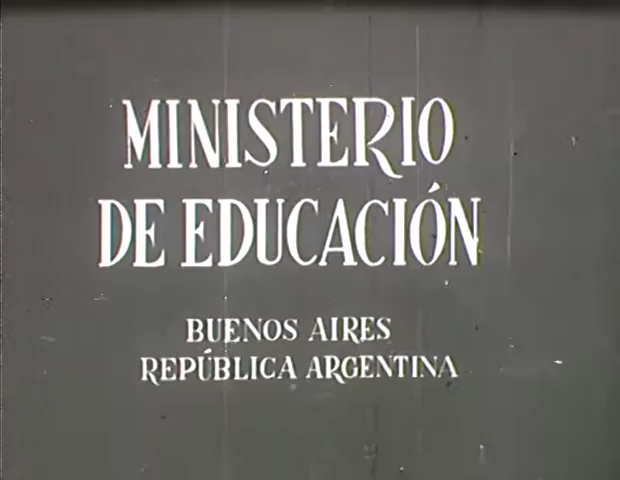 MINISTERIO
DE EDUCACIÓN
BUENOS AIRES
REPÚBLICA ARGENTINA